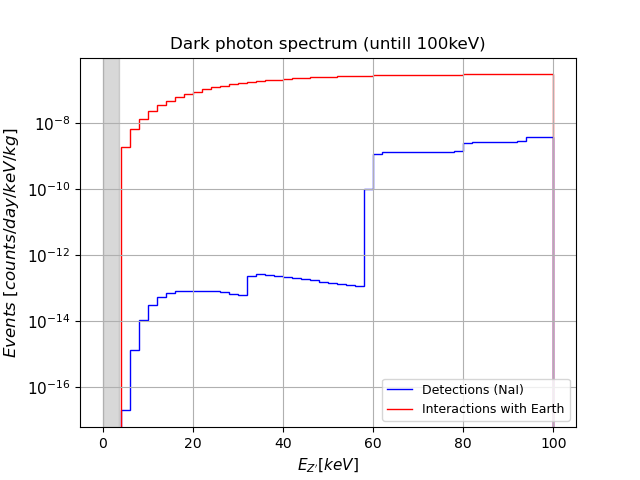 Dark photon spectrum (untill 100keV)
Events [counts/day/keV/kg]
10⁻⁸
10⁻¹⁰
10⁻¹²
10⁻¹⁴
10⁻¹⁶
Detections (NaI)
Interactions with Earth
0 20 40 60 80 100
E_{Z'}[keV]